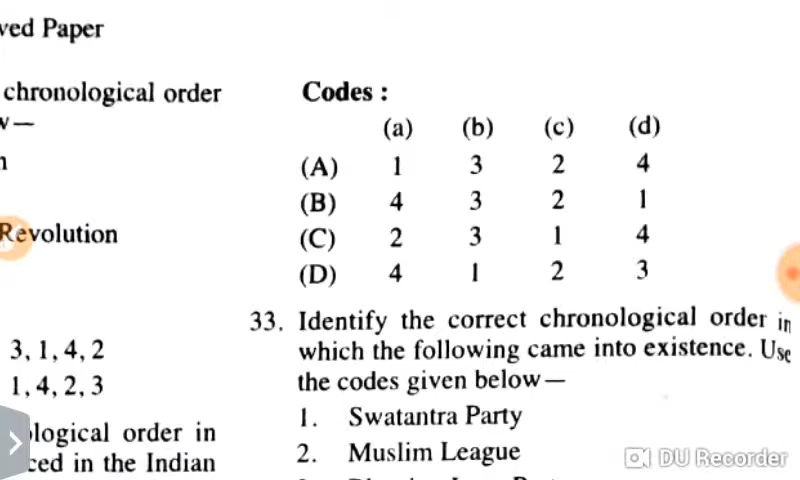 ved Paper
chronological order
Revolution
3, 1, 4, 2
1, 4, 2, 3
logical order in
ced in the Indian
Codes :
(a) (b) (c) (d)
(A) 1 3 2 4
(B) 4 3 2 1
(C) 2 3 1 4
(D) 4 1 2 3
33. Identify the correct chronological order in
which the following came into existence. Use
the codes given below—
1. Swatantra Party
2. Muslim League
DU Recorder